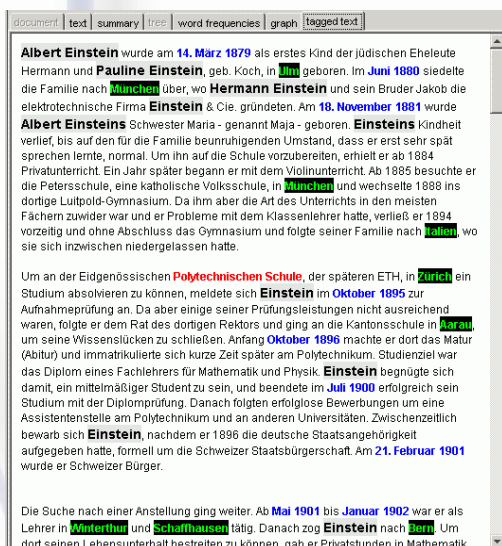 document text summary tree word frequencies graph tagged text
Albert Einstein wurde am 14. März 1879 als erstes Kind der jüdischen Eheleute
Hermann und Pauline Einstein, geb. Koch, in Ulm geboren. Im Juni 1880 siedelte
die Familie nach München über, wo Hermann Einstein und sein Bruder Jakob die
elektrotechnische Firma Einstein & Cie. gründeten. Am 18. November 1881 wurde
Albert Einsteins Schwester Maria - genannt Maja - geboren. Einsteins Kindheit
verlief, bis auf den für die Familie beunruhigenden Umstand, dass er erst sehr spät
sprechen lernte, normal. Um ihn auf die Schule vorzubereiten, erhielt er ab 1884
Privatunterricht. Ein Jahr später begann er mit dem Violinunterricht. Ab 1885 besuchte er
die Petersschule, eine katholische Volksschule, in München und wechselte 1888 ins
dortige Luitpold-Gymnasium. Da ihm aber die Art des Unterrichts in den meisten
Fächern zuwider war und er Probleme mit dem Klassenlehrer hatte, verließ er 1894
vorzeitig und ohne Abschluss das Gymnasium und folgte seiner Familie nach Italien, wo
sie sich inzwischen niedergelassen hatte.
Um an der Eidgenössischen Polytechnischen Schule, der späteren ETH, in Zürich ein
Studium absolvieren zu können, meldete sich Einstein im Oktober 1895 zur
Aufnahmeprüfung an. Da aber einige seiner Prüfungsleistungen nicht ausreichend
waren, folgte er dem Rat des dortigen Rektors und ging an die Kantonsschule in Aarau,
um seine Wissenslücken zu schließen. Anfang Oktober 1896 machte er dort das Matur
(Abitur) und immatrikulierte sich kurze Zeit später am Polytechnikum. Studienziel war
das Diplom eines Fachlehrers für Mathematik und Physik. Einstein begnügte sich
damit, ein mittelmäßiger Student zu sein, und beendete im Juli 1900 erfolgreich sein
Studium mit der Diplomprüfung. Danach folgten erfolglose Bewerbungen um eine
Assistentenstelle am Polytechnikum und an anderen Universitäten. Zwischenzeitlich
bewarb sich Einstein, nachdem er 1896 die deutsche Staatsangehörigkeit
aufgegeben hatte, formell um die Schweizer Staatsbürgerschaft. Am 21. Februar 1901
wurde er Schweizer Bürger.
Die Suche nach einer Anstellung ging weiter. Ab Mai 1901 bis Januar 1902 war er als
Lehrer in Winterthur und Schaffhausen tätig. Danach zog Einstein nach Bern. Um
dort seinen Lebensunterhalt bestreiten zu können, gab er Privatstunden in Mathematik